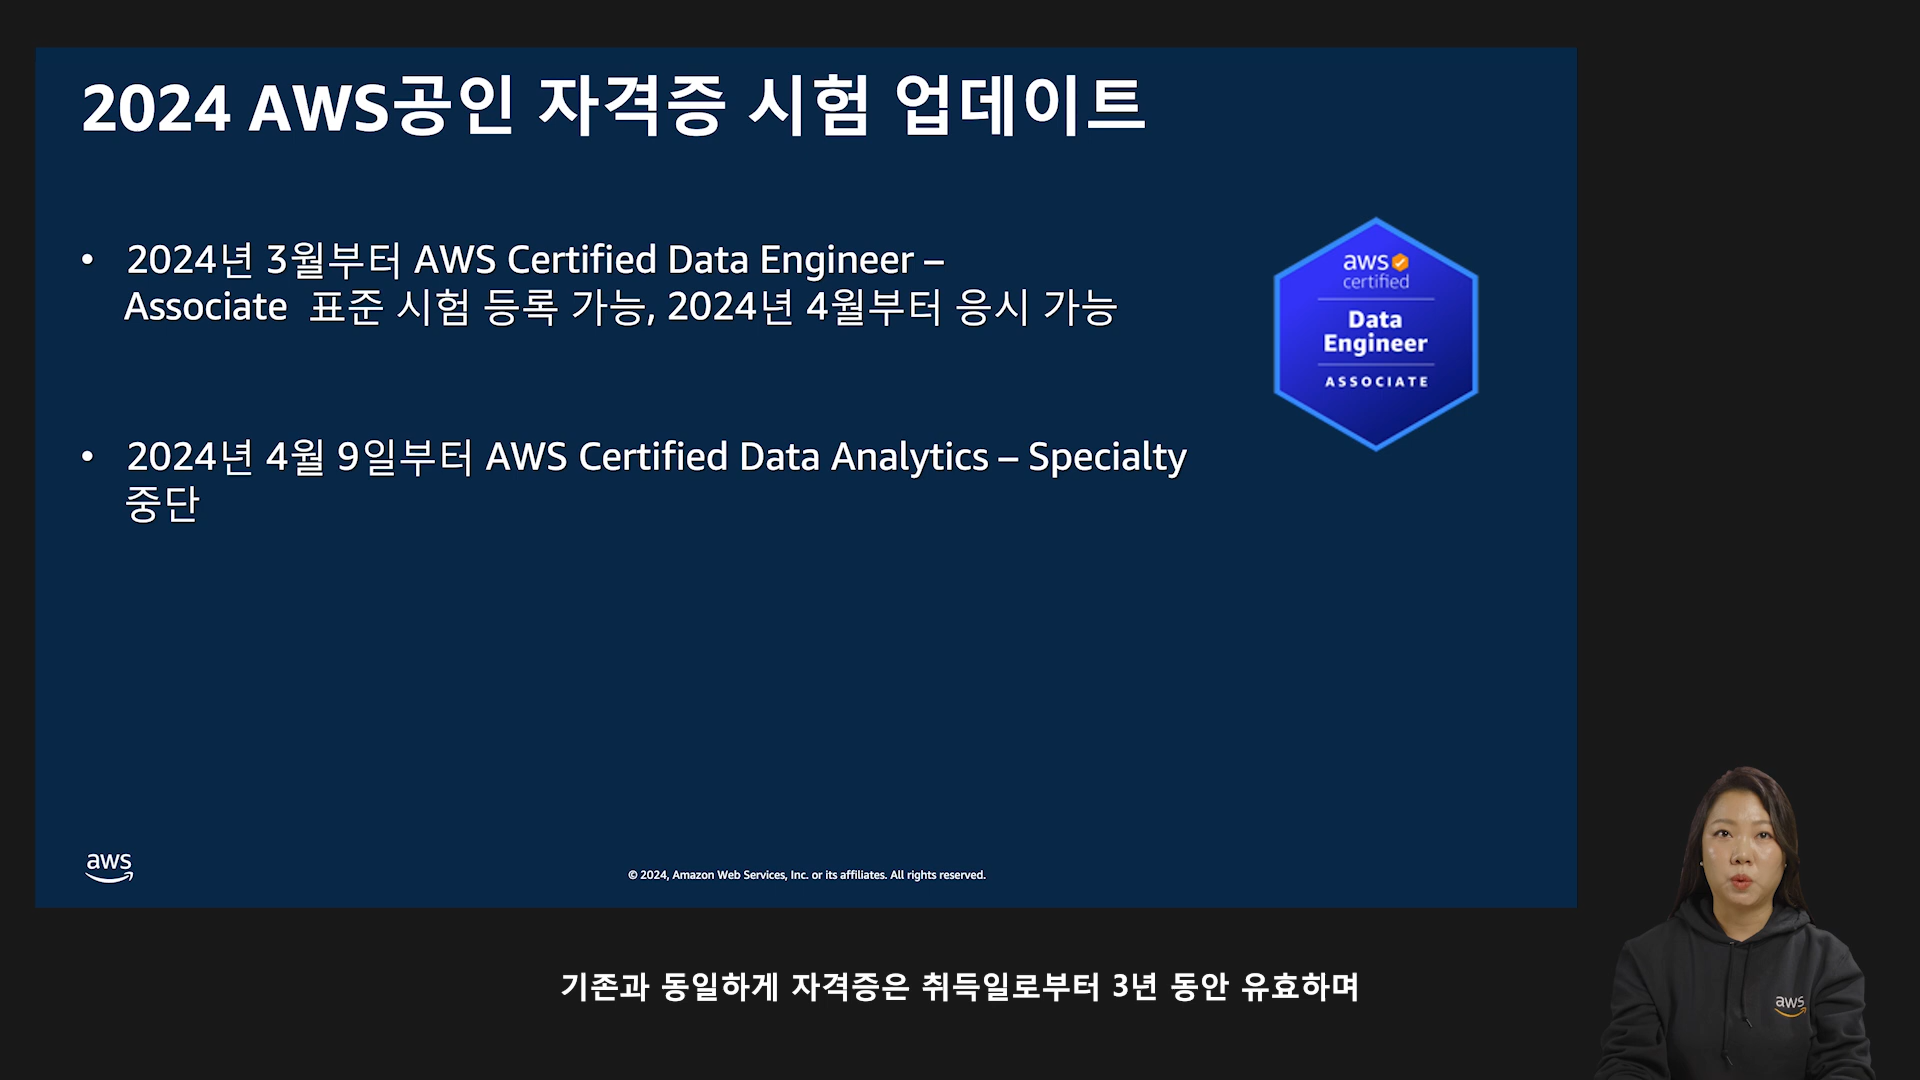 2024 AWS공인 자격증 시험 업데이트
• 2024년 3월부터 AWS Certified Data Engineer –
Associate 표준 시험 등록 가능, 2024년 4월부터 응시 가능
aws
certified
Data
Engineer
ASSOCIATE
• 2024년 4월 9일부터 AWS Certified Data Analytics – Specialty
중단
aws
© 2024, Amazon Web Services, Inc. or its affiliates. All rights reserved.
기존과 동일하게 자격증은 취득일로부터 3년 동안 유효하며
aws